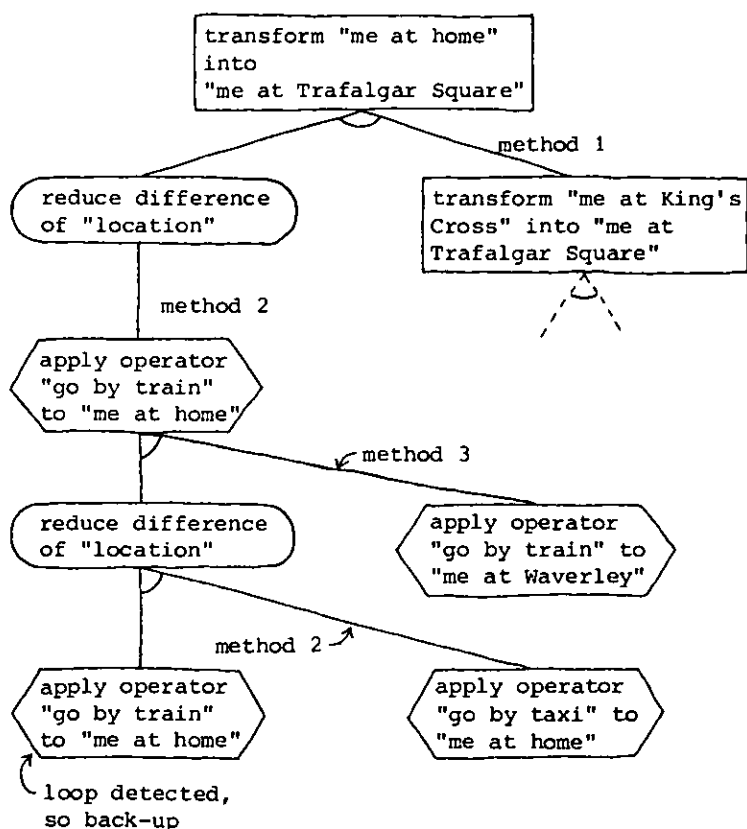 transform "me at home"
into
"me at Trafalgar Square"
method 1
reduce difference
of "location"
transform "me at King's
Cross" into "me at
Trafalgar Square"
method 2
apply operator
"go by train"
to "me at home"
method 3
reduce difference
of "location"
apply operator
"go by train" to
"me at Waverley"
method 2
apply operator
"go by train"
to "me at home"
apply operator
"go by taxi" to
"me at home"
loop detected,
so back-up